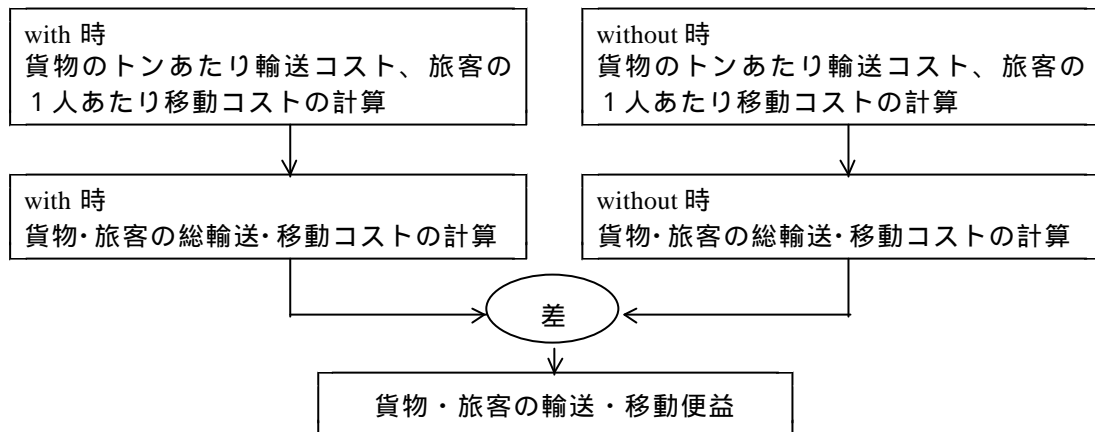 with 時
貨物のトンあたり輸送コスト、旅客の
１人あたり移動コストの計算
without 時
貨物のトンあたり輸送コスト、旅客の
１人あたり移動コストの計算
with 時
貨物・旅客の総輸送・移動コストの計算
without 時
貨物・旅客の総輸送・移動コストの計算
差
貨物・旅客の輸送・移動便益